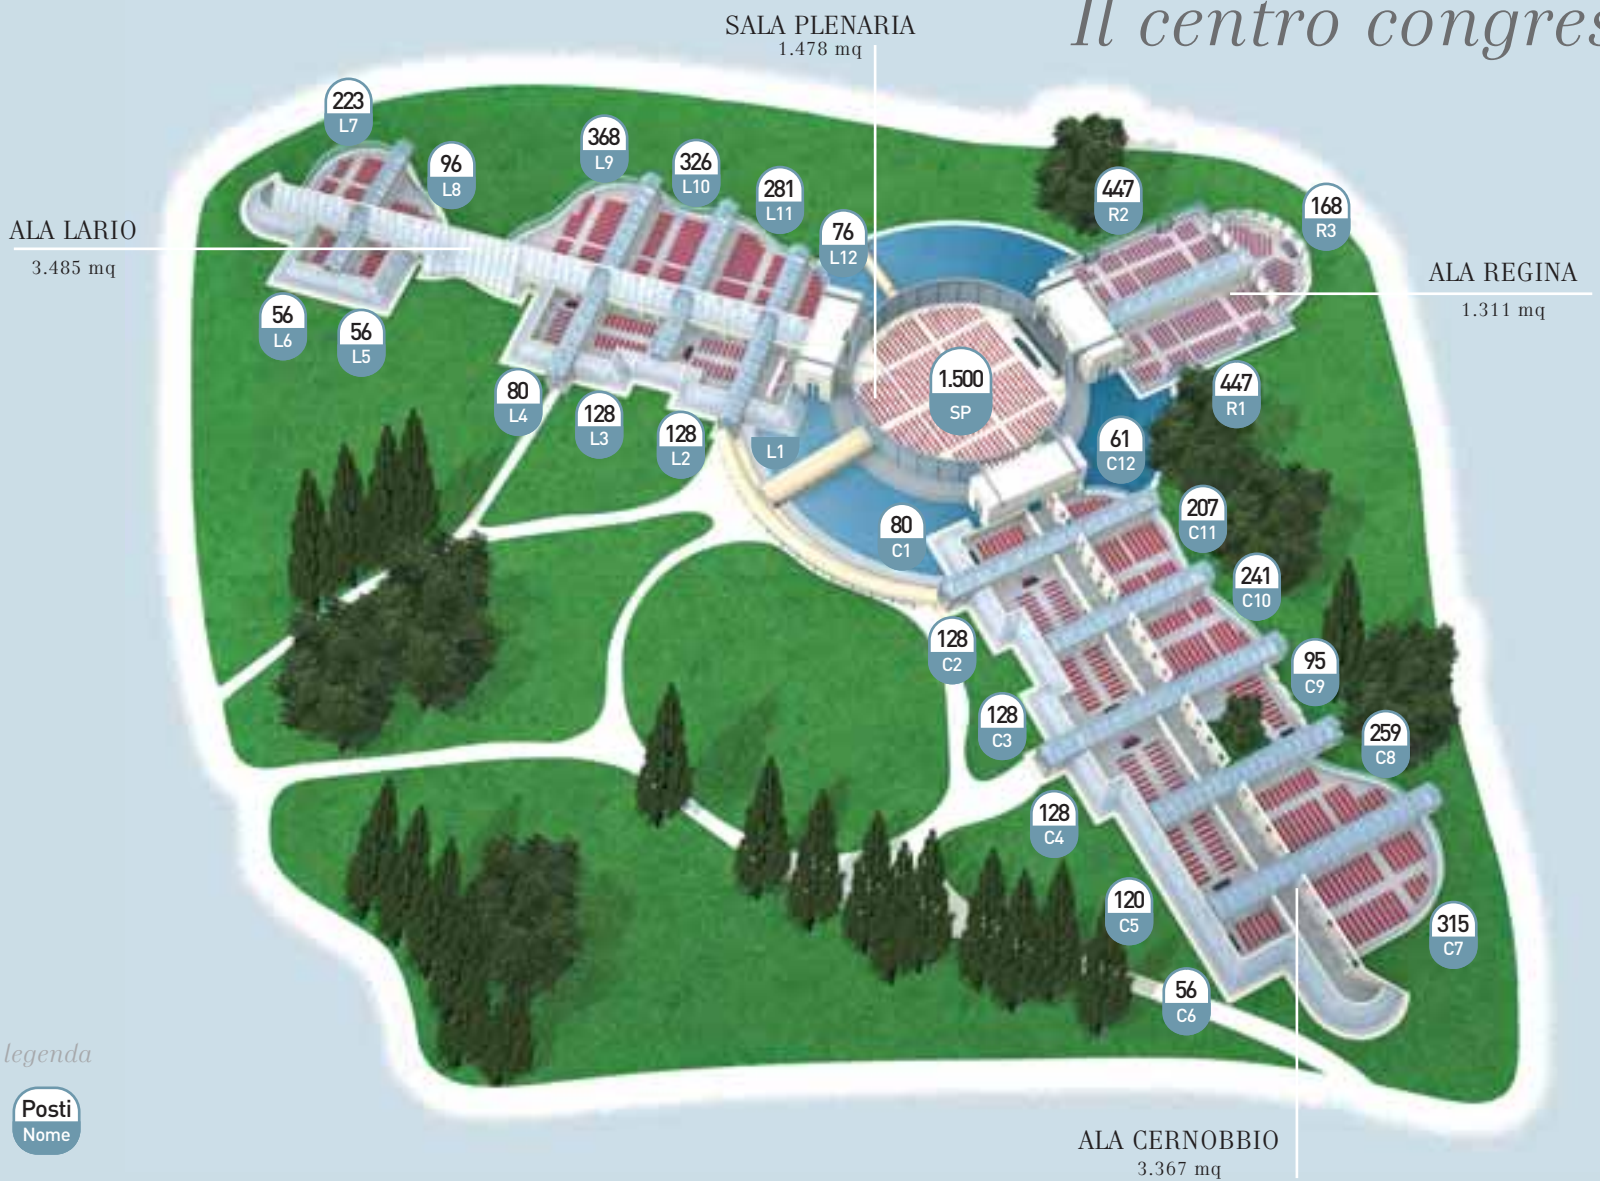 SALA PLENARIA
1.478 mq
Il centro congres
223
L7
96
L8
368
L9
326
L10
281
L11
76
L12
447
R2
168
R3
ALA LARIO
3.485 mq
ALA REGINA
1.311 mq
56
L6
56
L5
80
L4
128
L3
128
L2
L1
1.500
SP
447
R1
61
C12
80
C1
207
C11
241
C10
128
C2
95
C9
128
C3
259
C8
128
C4
120
C5
315
C7
56
C6
legenda
Posti
Nome
ALA CERNOBBIO
3.367 mq